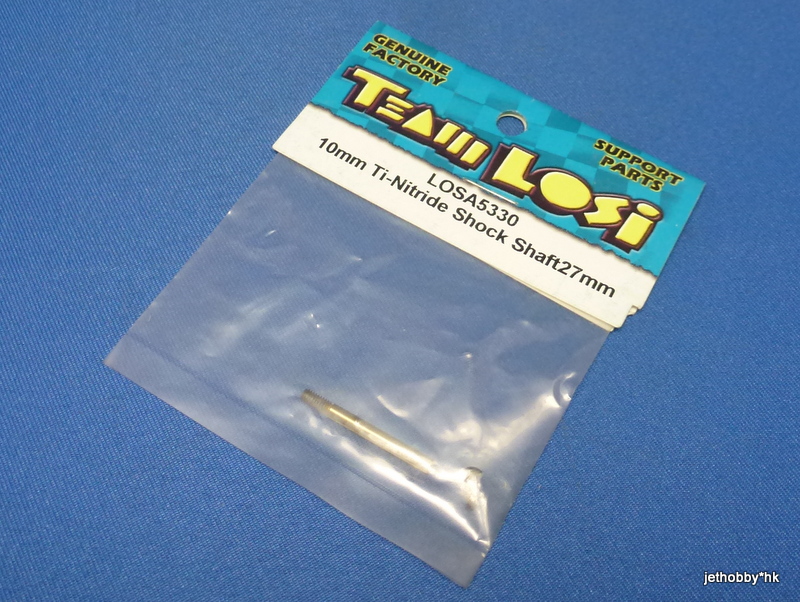 GENUINE
FACTORY
TEAM LOSI
SUPPORT
PARTS
LOSA5330
10mm Ti-Nitride Shock Shaft27mm
jethobby*hk